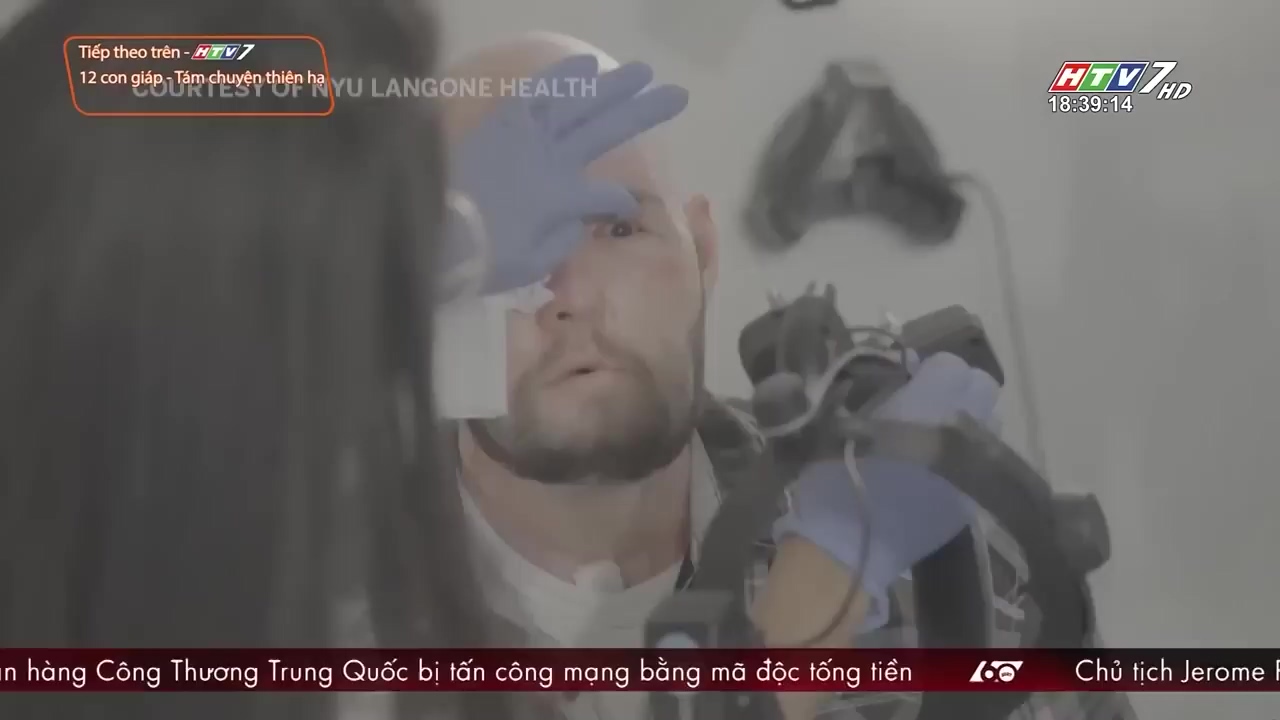 Tiếp theo trên - HTV7
12 con giáp - Tám chuyện thiên hạ
COURTESY OF NYU LANGONE HEALTH
HTV7 HD
18:39:14
hàng Công Thương Trung Quốc bị tấn công mạng bằng mã độc tống tiền
Chủ tịch Jerome